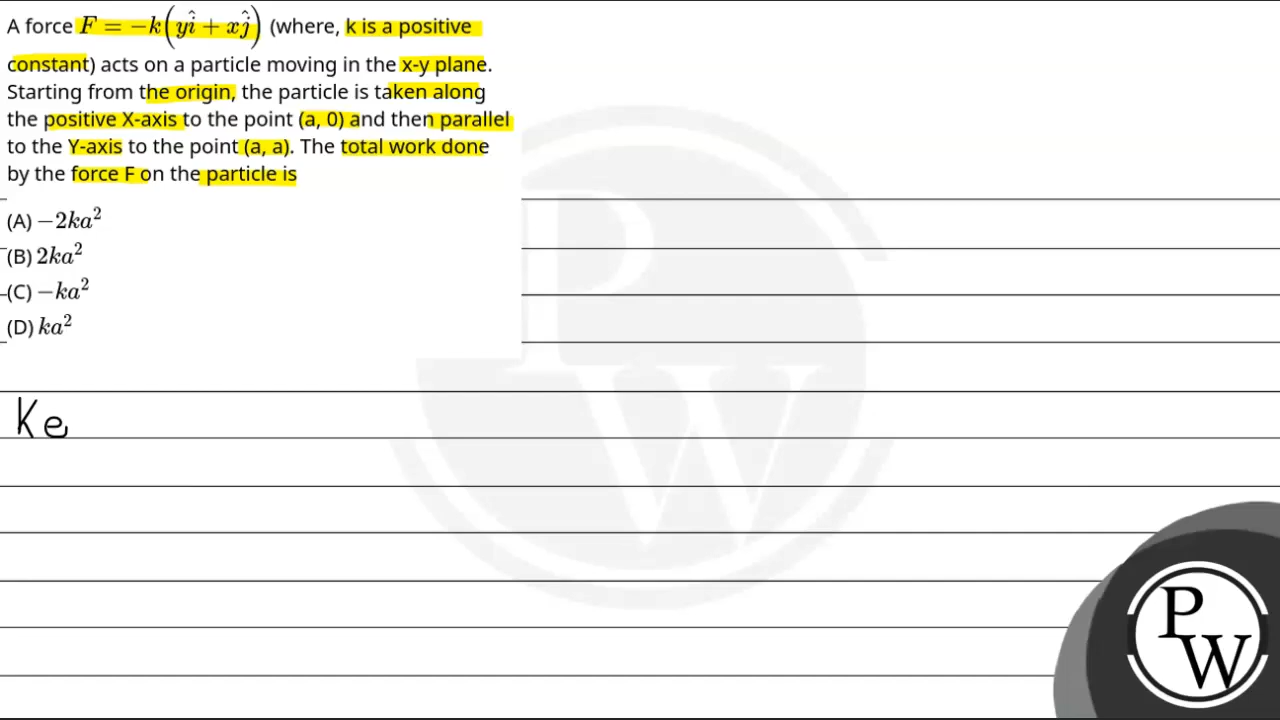 A force F = −k(yî + xĵ) (where, k is a positive
constant) acts on a particle moving in the x-y plane.
Starting from the origin, the particle is taken along
the positive X-axis to the point (a, 0) and then parallel
to the Y-axis to the point (a, a). The total work done
by the force F on the particle is
(A) −2ka²
(B) 2ka²
(C) −ka²
(D) ka²
Ke
P
W
P
W